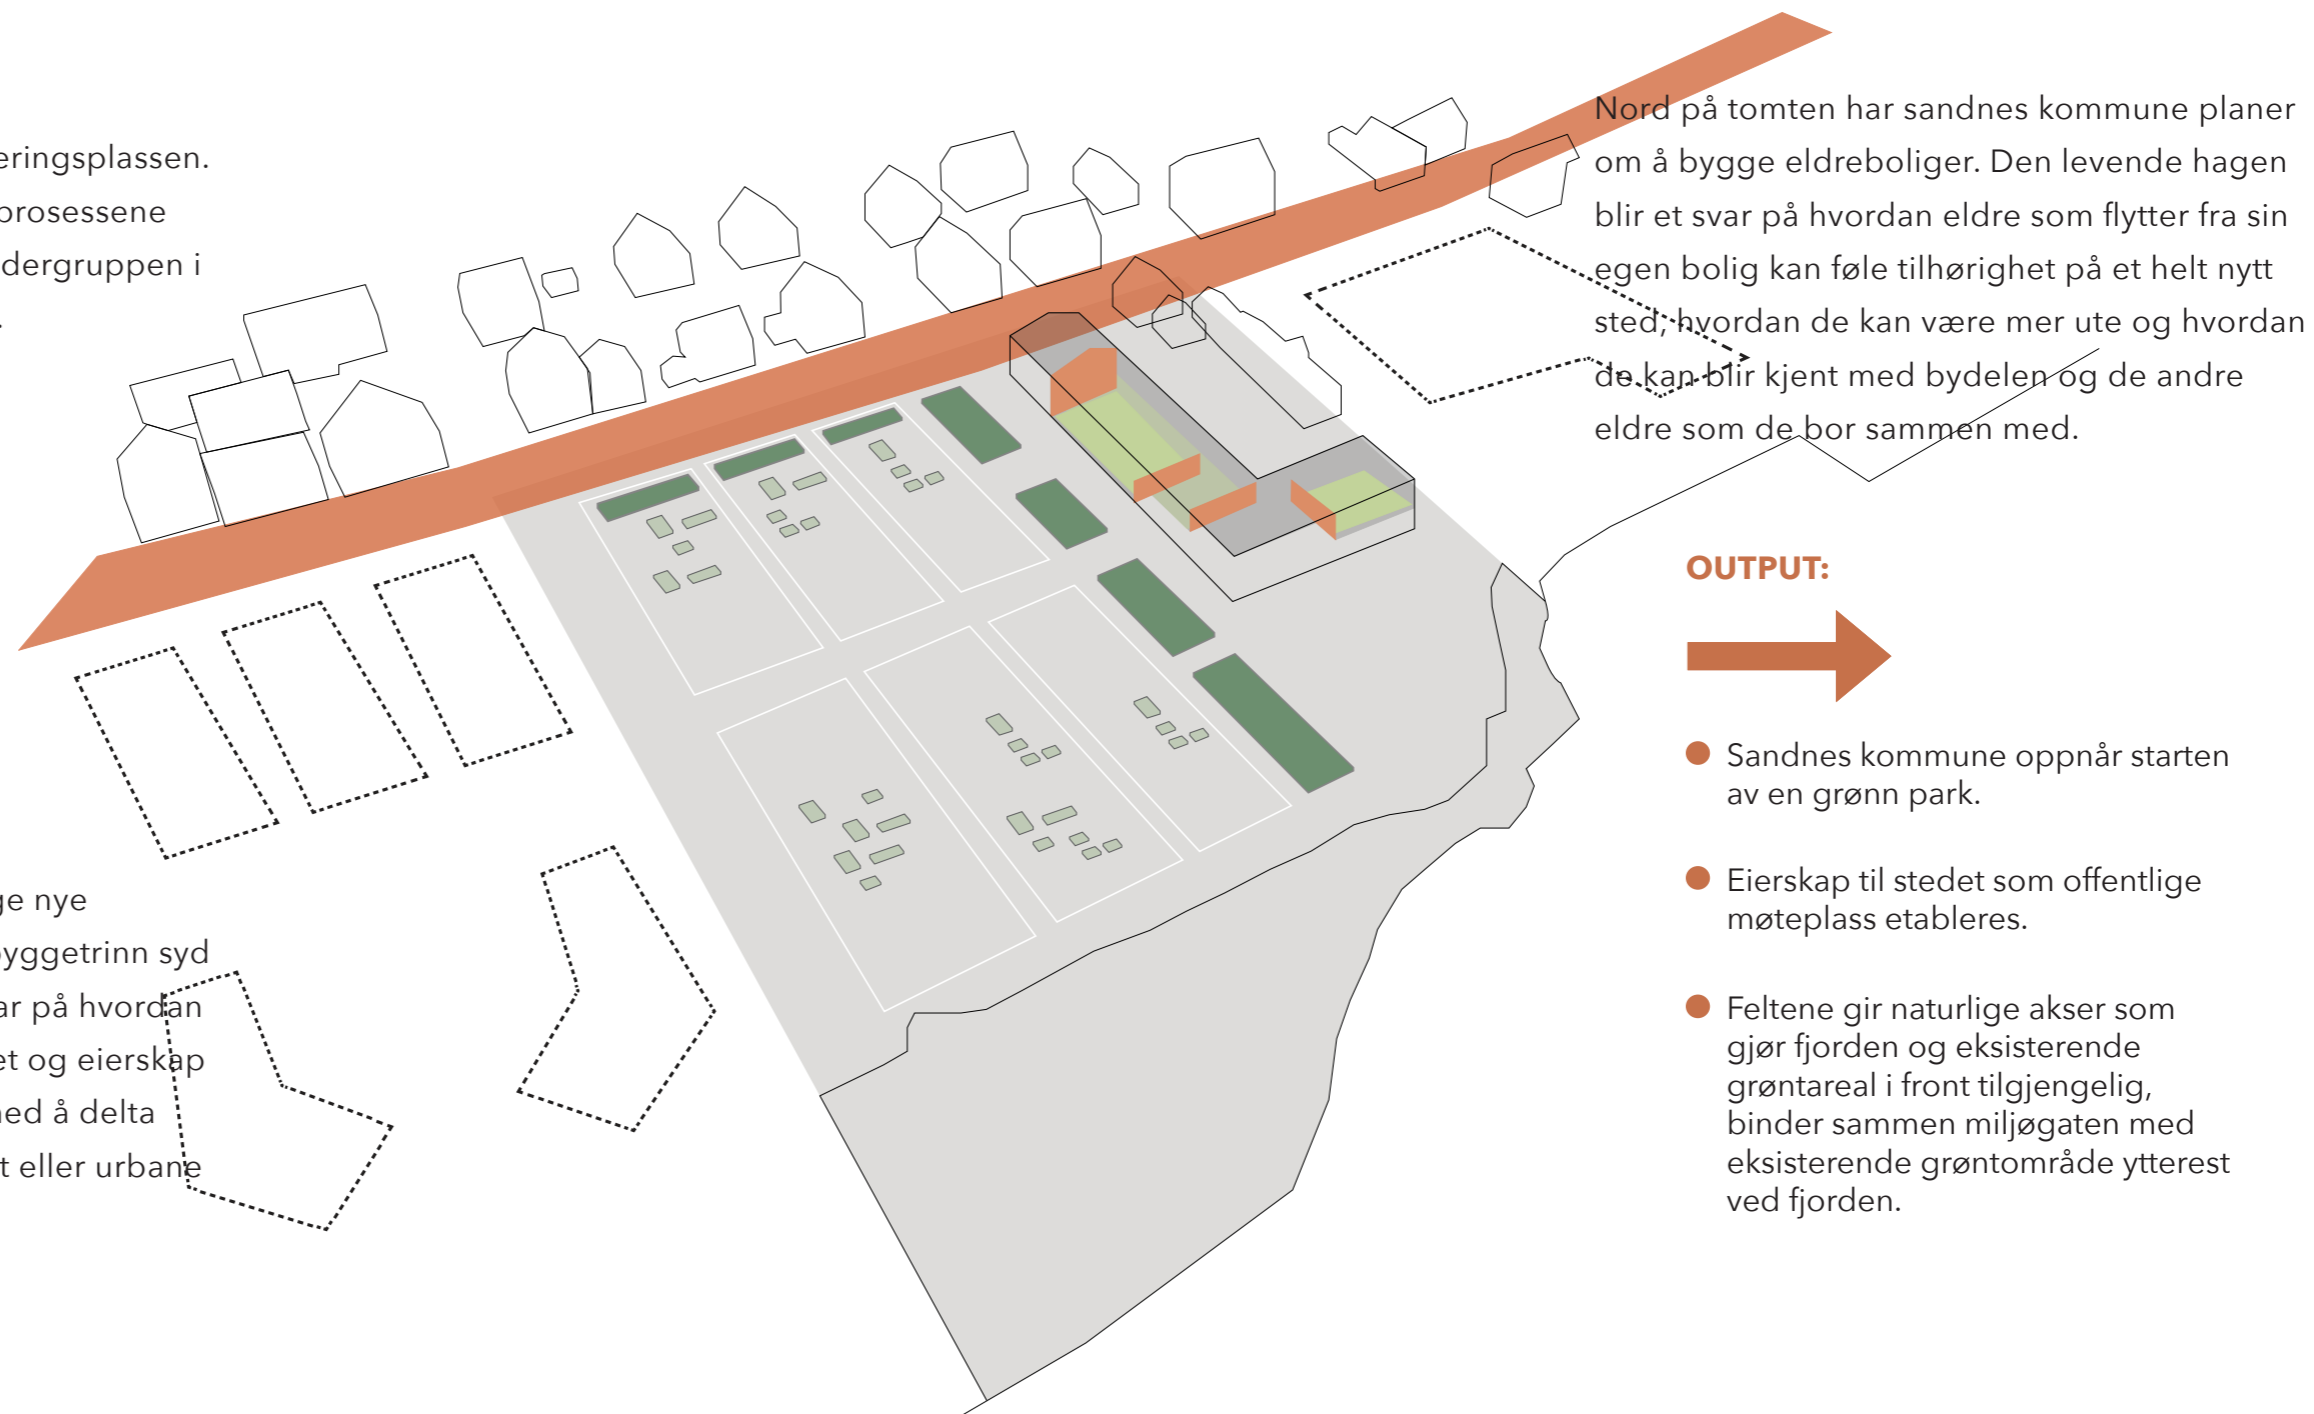 eringsplassen.
prosessene
dergruppen i
.
ge nye
byggetrinn syd
ar på hvordan
et og eierskap
med å delta
t eller urbane
Nord på tomten har sandnes kommune planer
om å bygge eldreboliger. Den levende hagen
blir et svar på hvordan eldre som flytter fra sin
egen bolig kan føle tilhørighet på et helt nytt
sted, hvordan de kan være mer ute og hvordan
de kan blir kjent med bydelen og de andre
eldre som de bor sammen med.
OUTPUT:
Sandnes kommune oppnår starten
av en grønn park.
Eierskap til stedet som offentlige
møteplass etableres.
Feltene gir naturlige akser som
gjør fjorden og eksisterende
grøntareal i front tilgjengelig,
binder sammen miljøgaten med
eksisterende grøntområde ytterest
ved fjorden.